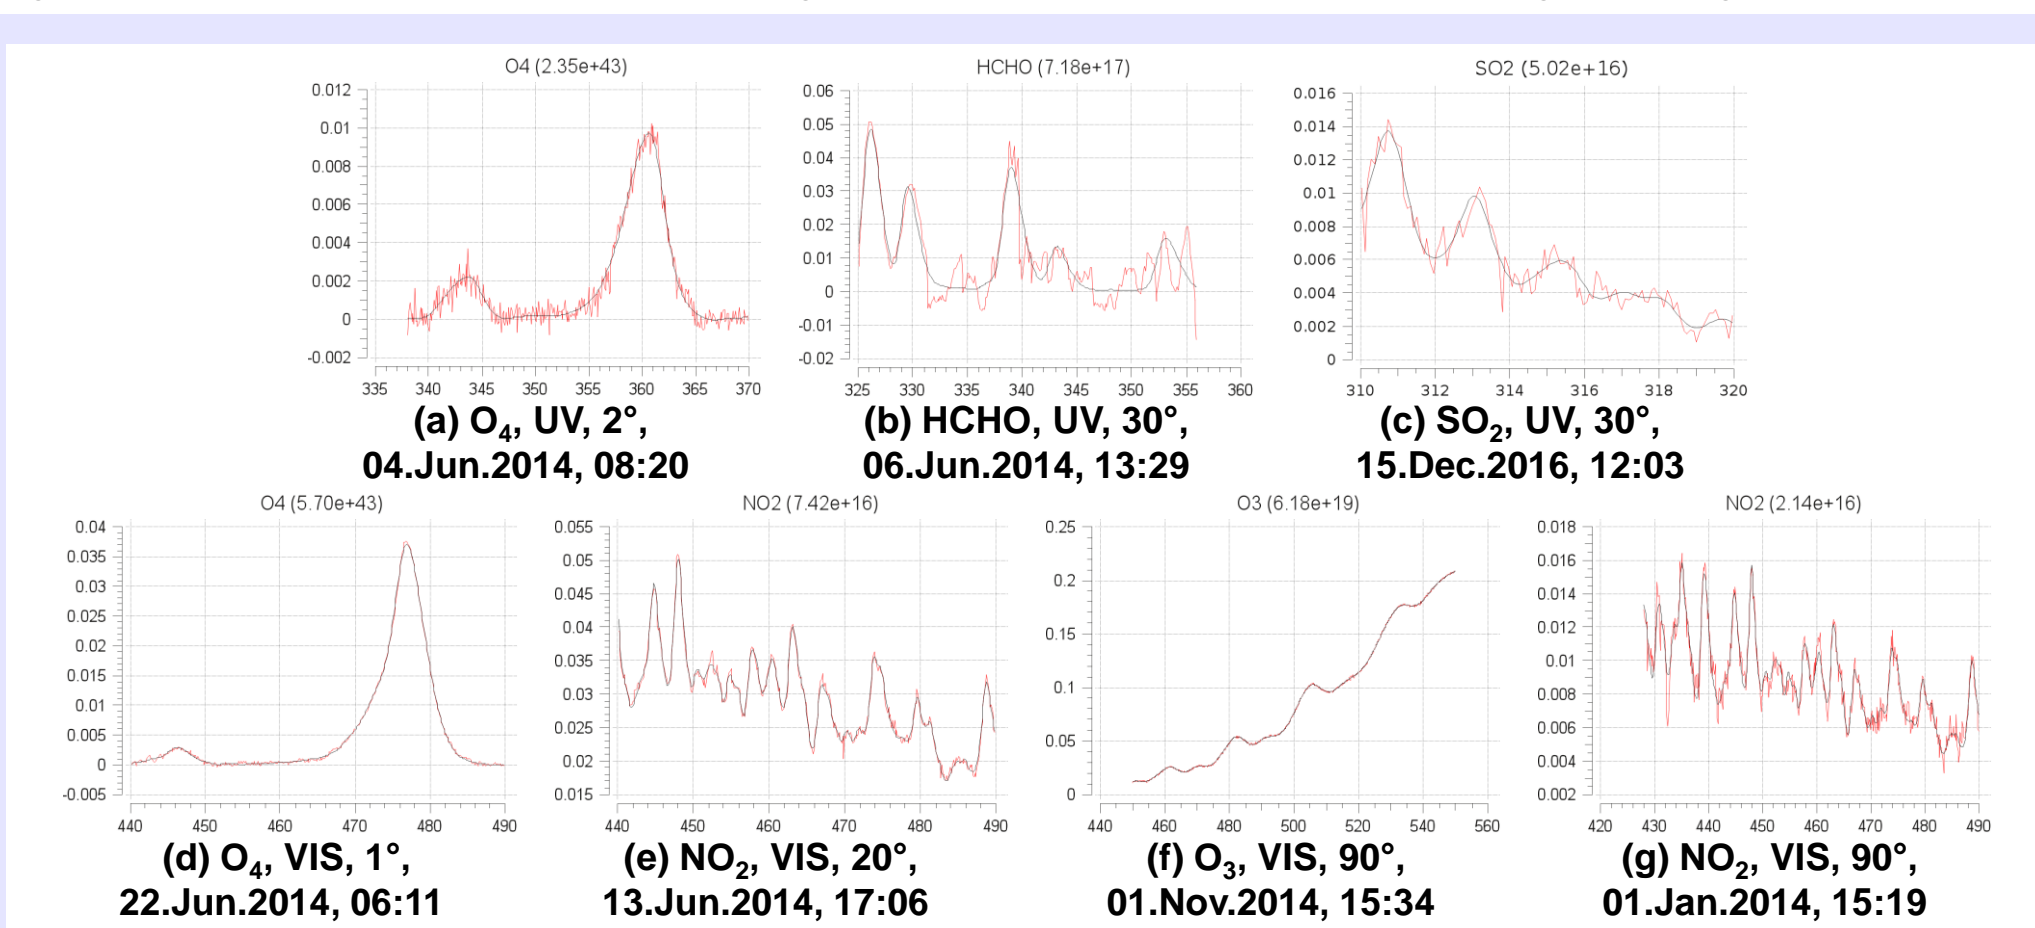 O4 (2.35e+43)
HCHO (7.18e+17)
SO2 (5.02e+16)
0.012
0.01
0.008
0.006
0.004
0.002
0
-0.002
335 340 345 350 355 360 365 370
0.06
0.05
0.04
0.03
0.02
0.01
0
-0.01
-0.02
325 330 335 340 345 350 355 360
0.016
0.014
0.012
0.01
0.008
0.006
0.004
0.002
0
310 312 314 316 318 320
(a) O₄, UV, 2°,
04.Jun.2014, 08:20
(b) HCHO, UV, 30°,
06.Jun.2014, 13:29
(c) SO₂, UV, 30°,
15.Dec.2016, 12:03
O4 (5.70e+43)
NO2 (7.42e+16)
O3 (6.18e+19)
NO2 (2.14e+16)
0.04
0.035
0.03
0.025
0.02
0.015
0.01
0.005
0
-0.005
440 450 460 470 480 490
0.055
0.05
0.045
0.04
0.035
0.03
0.025
0.02
0.015
440 450 460 470 480 490
0.25
0.2
0.15
0.1
0.05
0
440 460 480 500 520 540 560
0.018
0.016
0.014
0.012
0.01
0.008
0.006
0.004
0.002
420 430 440 450 460 470 480 490
(d) O₄, VIS, 1°,
22.Jun.2014, 06:11
(e) NO₂, VIS, 20°,
13.Jun.2014, 17:06
(f) O₃, VIS, 90°,
01.Nov.2014, 15:34
(g) NO₂, VIS, 90°,
01.Jan.2014, 15:19